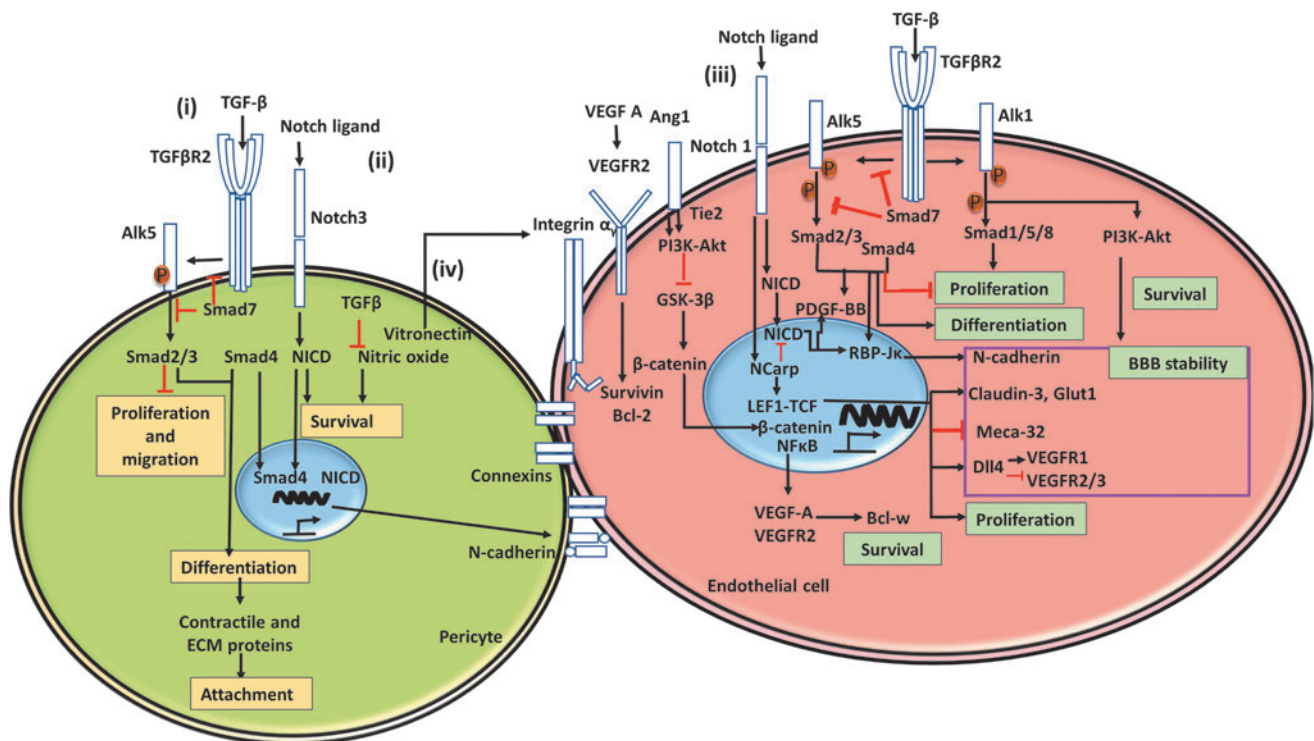 (i)
TGF-β
TGFβR2
Notch ligand
(ii)
Notch3
Alk5
P
Smad7
Smad2/3
Smad4
NICD
TGFβ
Nitric oxide
Vitronectin
(iv)
Proliferation
and
migration
Survival
Smad4
NICD
Differentiation
Contractile and
ECM proteins
Attachment
Pericyte
Connexins
N-cadherin
Integrin αγ
VEGF A
VEGFR2
Ang1
Tie2
PI3K-Akt
GSK-3β
β-catenin
Survivin
Bcl-2
(iii)
Notch ligand
Notch 1
NICD
NICD
NCarp
LEF1-TCF
β-catenin
NFκB
PDGF-BB
RBP-Jκ
VEGF-A
VEGFR2
Bcl-w
Survival
Endothelial cell
TGF-β
TGFβR2
Alk5
P
P
Alk1
P
P
Smad7
Smad2/3
Smad4
Smad1/5/8
PI3K-Akt
Proliferation
Survival
Differentiation
N-cadherin
BBB stability
Claudin-3, Glut1
Meca-32
Dll4
VEGFR1
VEGFR2/3
Proliferation